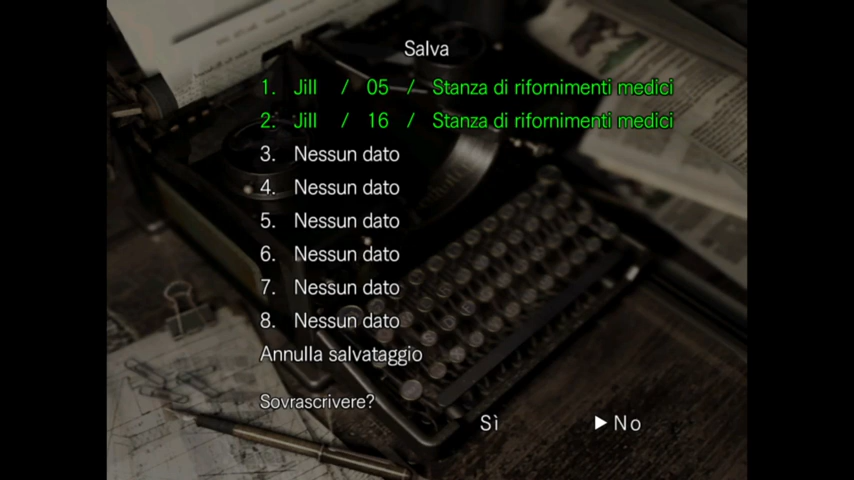 Salva
1. Jill / 05 / Stanza di rifornimenti medici
2. Jill / 16 / Stanza di rifornimenti medici
3. Nessun dato
4. Nessun dato
5. Nessun dato
6. Nessun dato
7. Nessun dato
8. Nessun dato
Annulla salvataggio
Sovrascrivere?
Sì ▶No